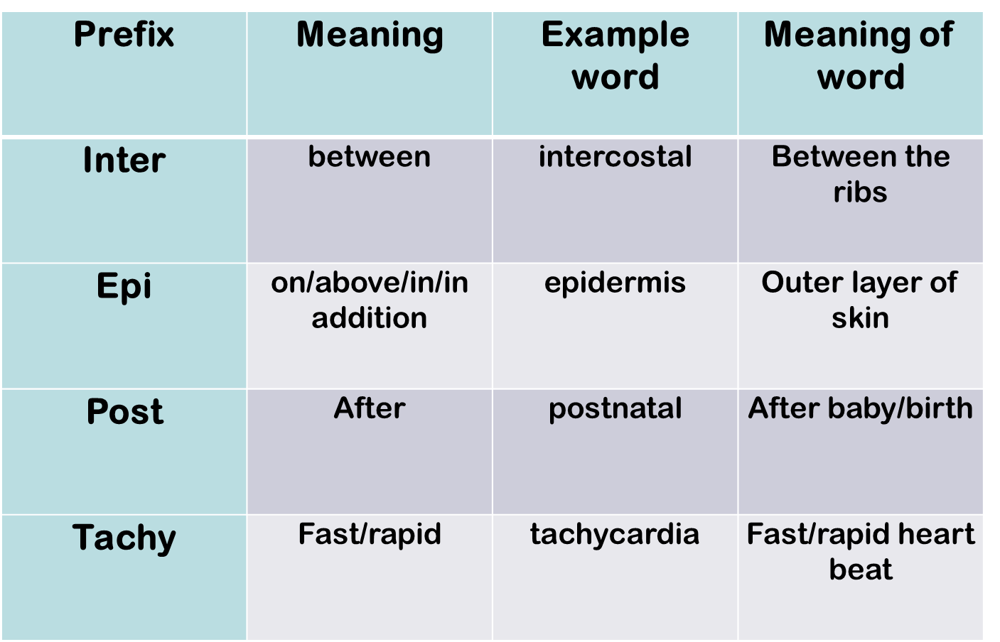 Prefix
Meaning
Example
word
Meaning of
word
Inter
between
intercostal
Between the
ribs
Epi
on/above/in/in
addition
epidermis
Outer layer of
skin
Post
After
postnatal
After baby/birth
Tachy
Fast/rapid
tachycardia
Fast/rapid heart
beat